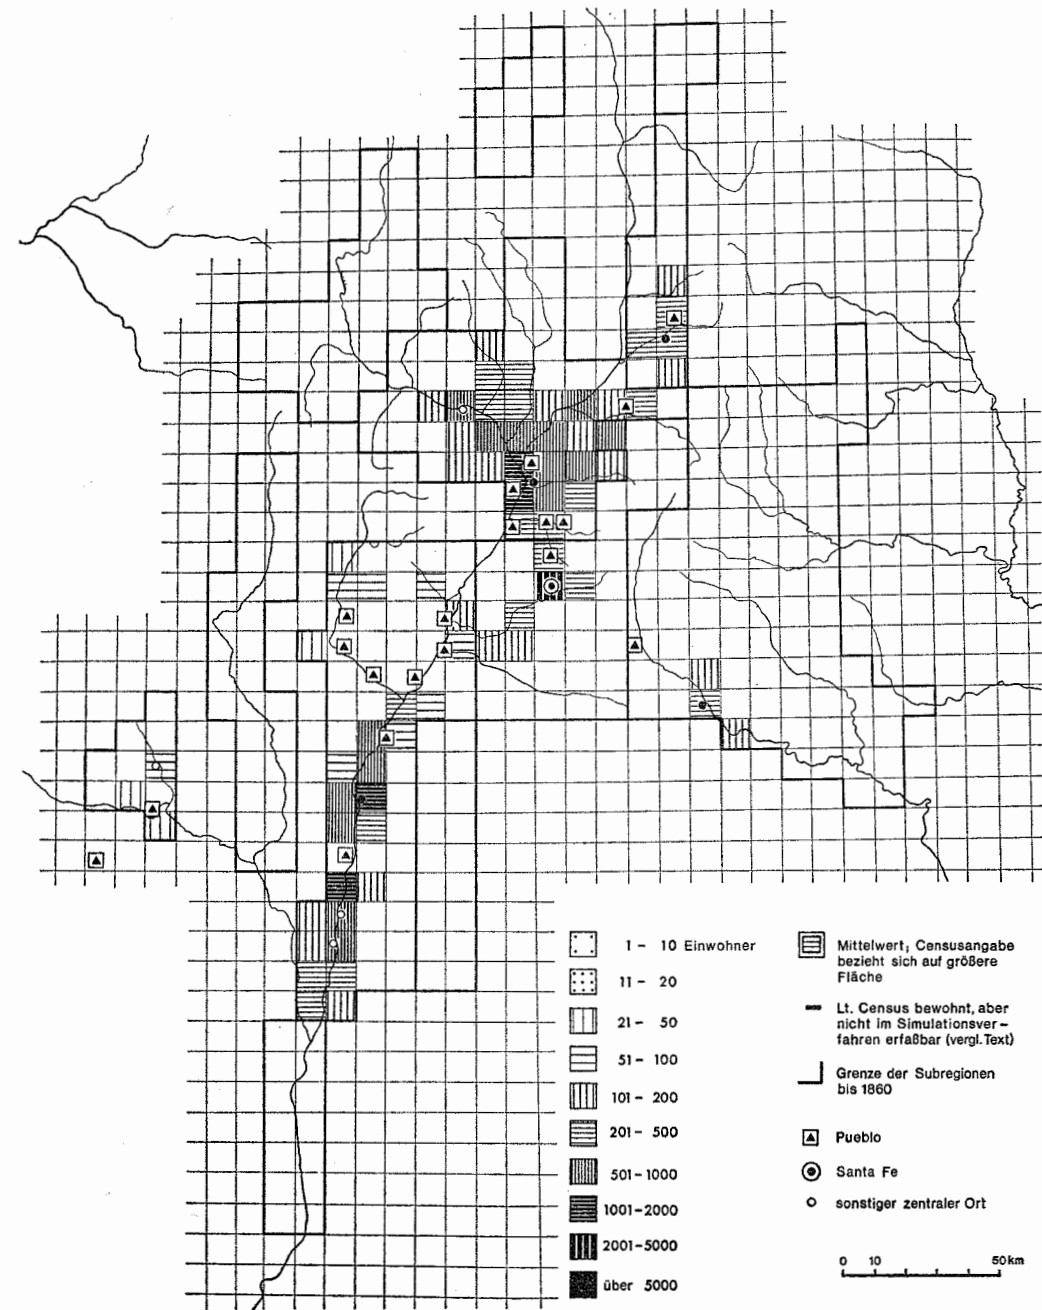 1 – 10 Einwohner
11 – 20
21 – 50
51 – 100
101 – 200
201 – 500
501 – 1000
1001 – 2000
2001 – 5000
über 5000
Mittelwert; Censusangabe
bezieht sich auf größere
Fläche
Lt. Census bewohnt, aber
nicht im Simulationsver–
fahren erfaßbar (vergl. Text)
Grenze der Subregionen
bis 1860
Pueblo
Santa Fe
sonstiger zentraler Ort
0 10 50 km